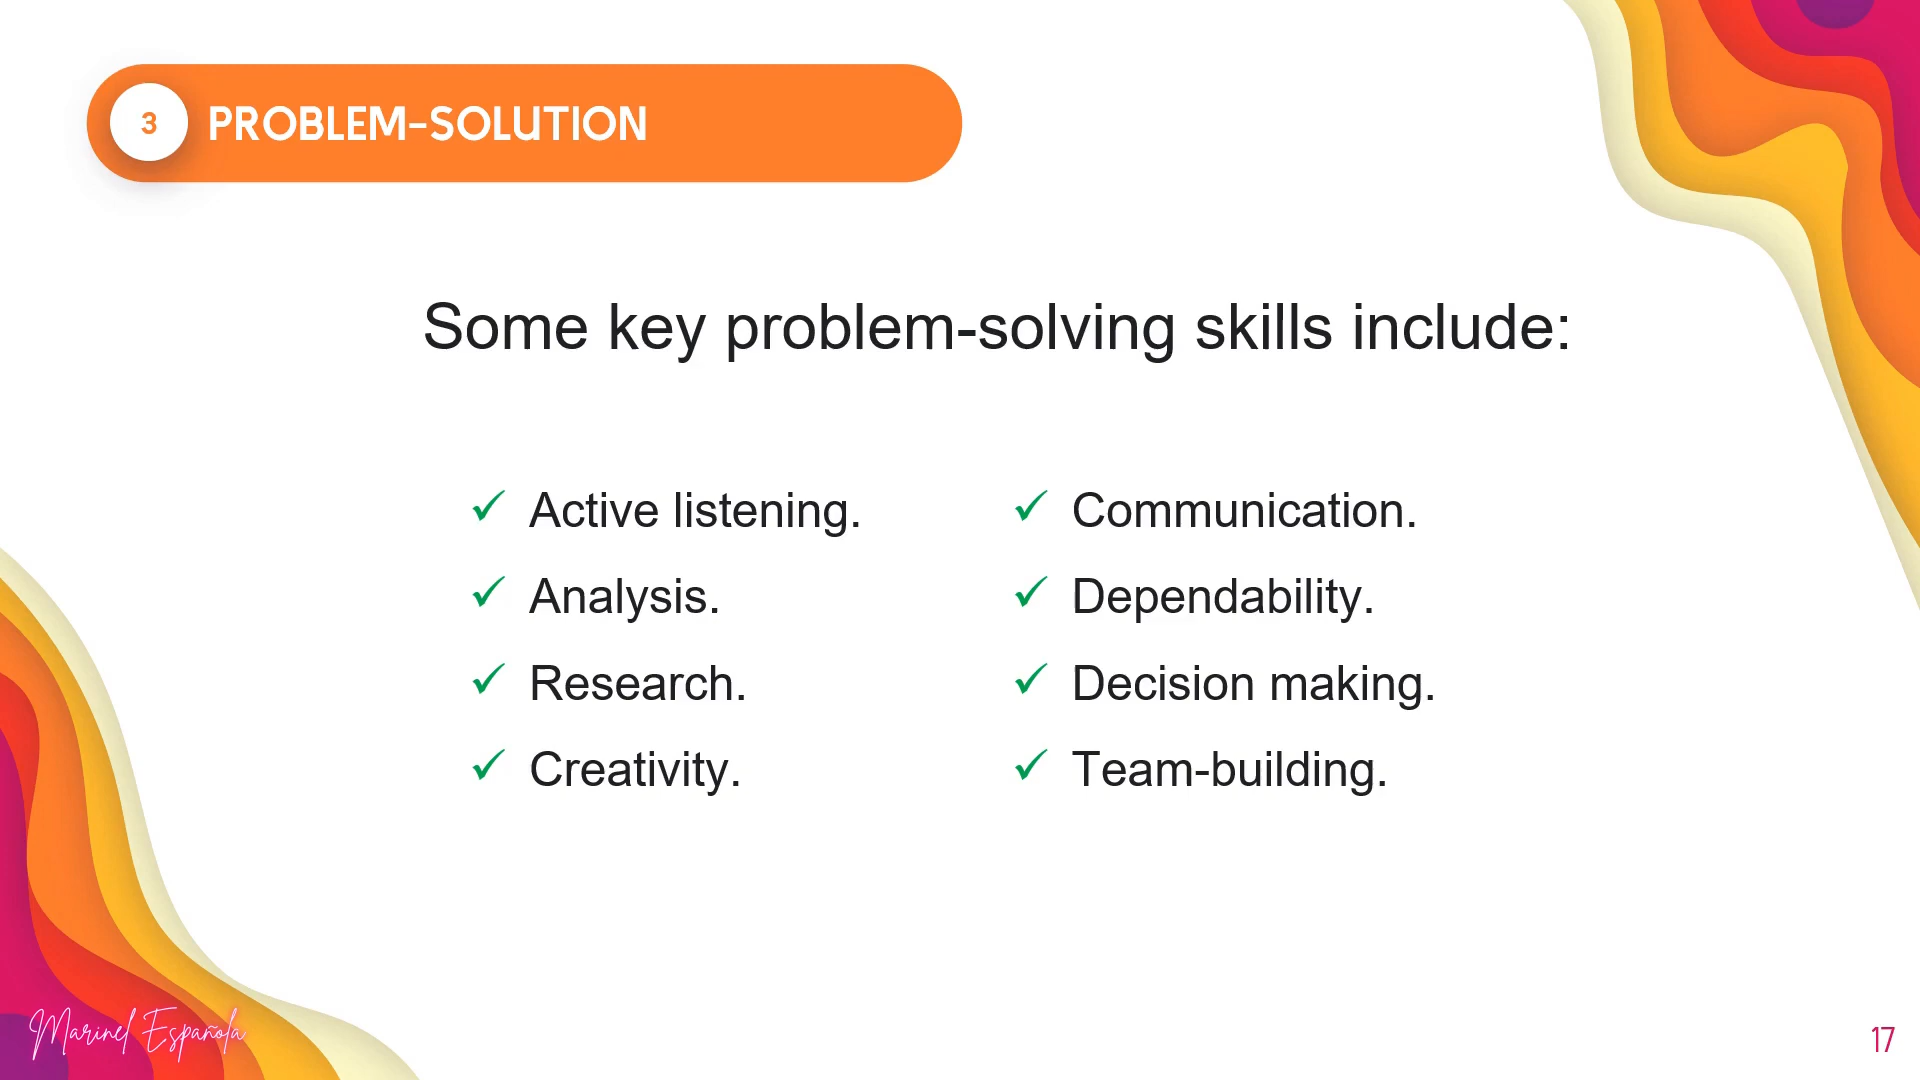 3 PROBLEM-SOLUTION
Some key problem-solving skills include:
✓ Active listening.
✓ Analysis.
✓ Research.
✓ Creativity.
✓ Communication.
✓ Dependability.
✓ Decision making.
✓ Team-building.
Marinel Española
17